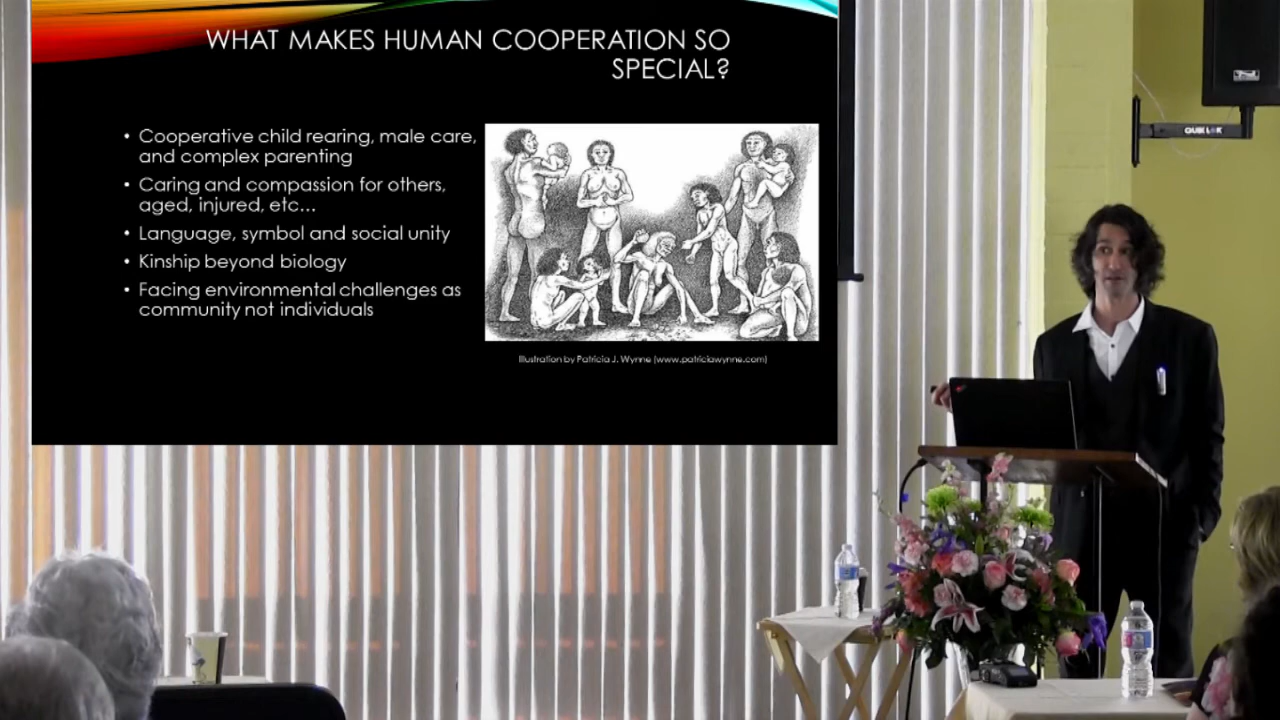 WHAT MAKES HUMAN COOPERATION SO
SPECIAL?
• Cooperative child rearing, male care,
and complex parenting
• Caring and compassion for others,
aged, injured, etc...
• Language, symbol and social unity
• Kinship beyond biology
• Facing environmental challenges as
community not individuals
Illustration by Patricia J. Wynne (www.patriciawynne.com)
QUIK LOK